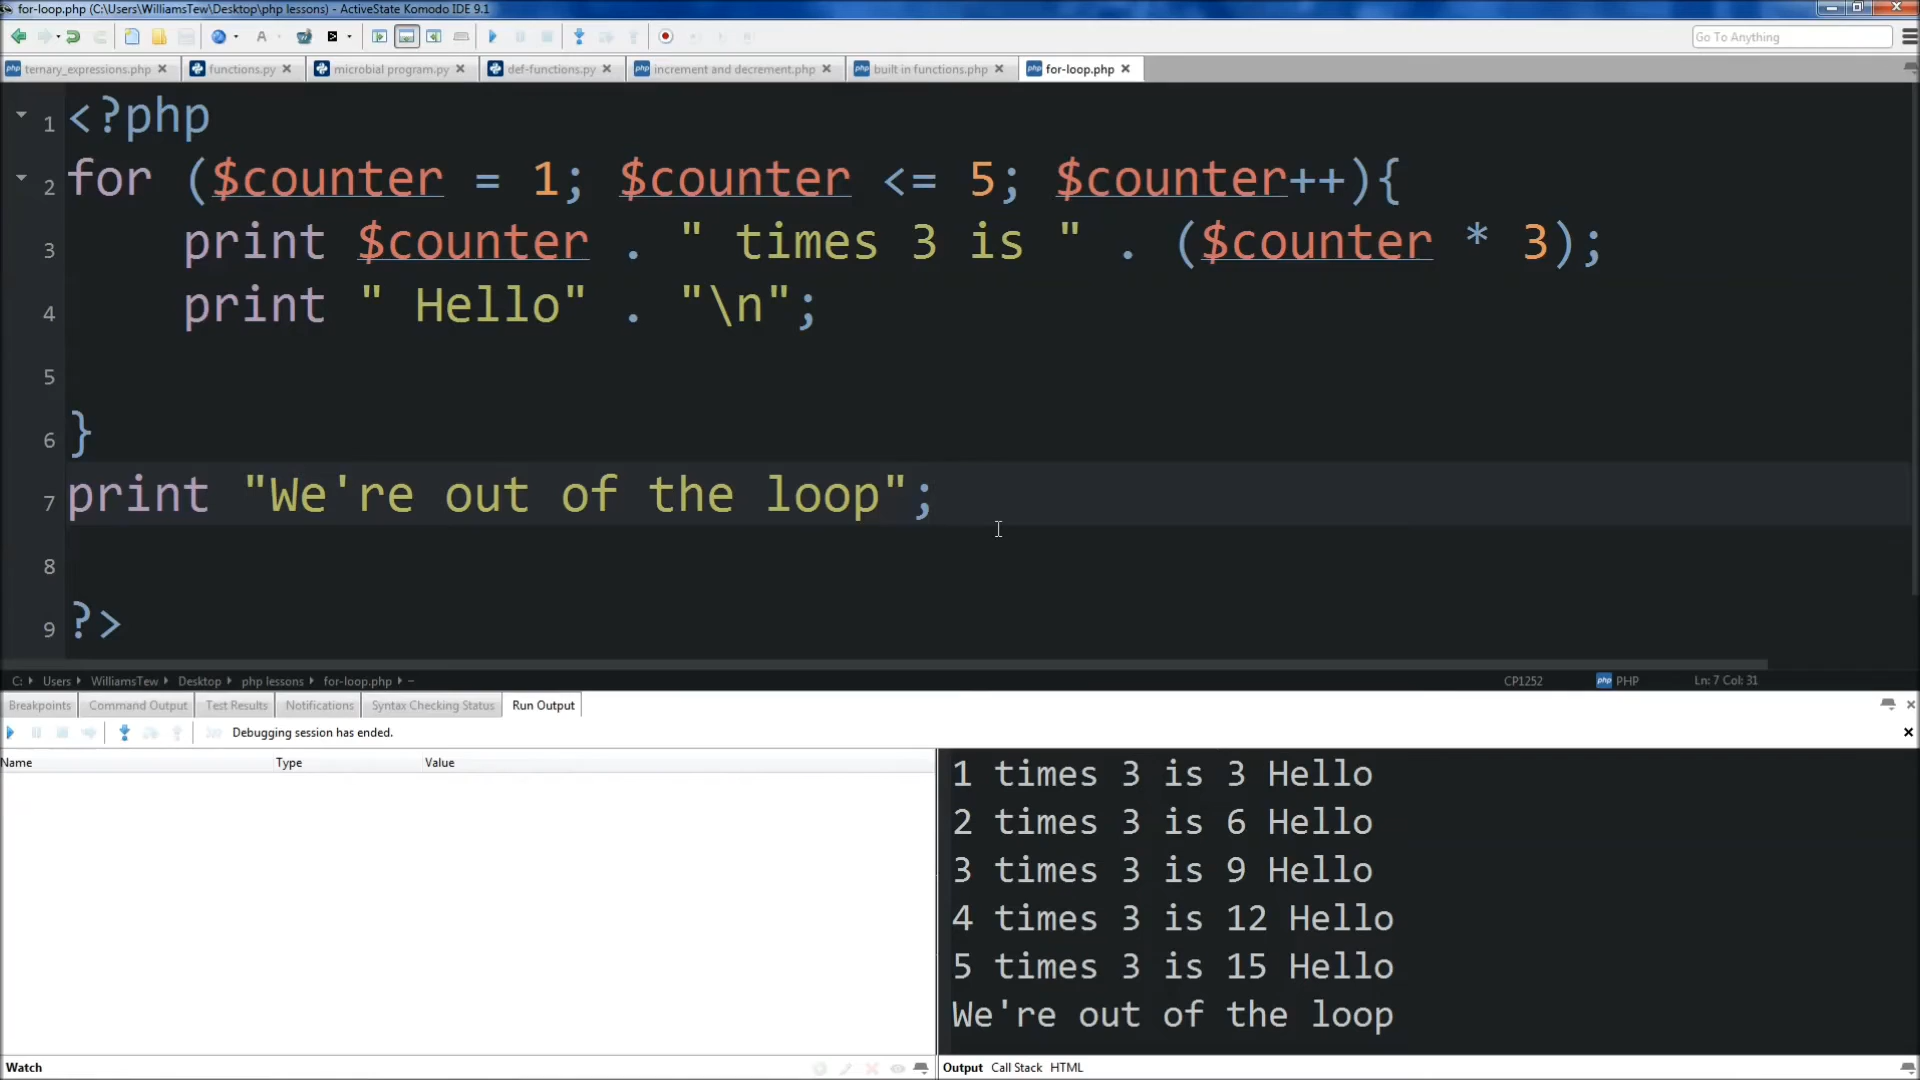 for-loop.php (C:\Users\WilliamsTew\Desktop\php lessons) - ActiveState Komodo IDE 9.1
Go To Anything
ternary_expressions.php functions.py microbial program.py def-functions.py increment and decrement.php built in functions.php for-loop.php
1 <?php
2 for ($counter = 1; $counter <= 5; $counter++){
3 print $counter . " times 3 is " . ($counter * 3);
4 print " Hello" . "\n";
5
6 }
7 print "We're out of the loop";
8
9 ?>
C: Users WilliamsTew Desktop php lessons for-loop.php CP1252 php PHP Ln: 7 Col: 31
Breakpoints Command Output Test Results Notifications Syntax Checking Status Run Output
Debugging session has ended.
Name Type Value
1 times 3 is 3 Hello
2 times 3 is 6 Hello
3 times 3 is 9 Hello
4 times 3 is 12 Hello
5 times 3 is 15 Hello
We're out of the loop
Watch Output Call Stack HTML